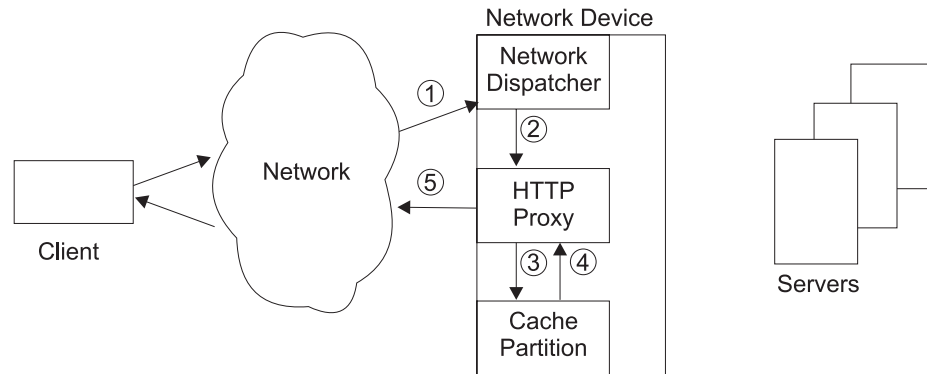 Network Device
Network
Dispatcher
①
②
Network
HTTP
Proxy
⑤
Client
③
④
Servers
Cache
Partition